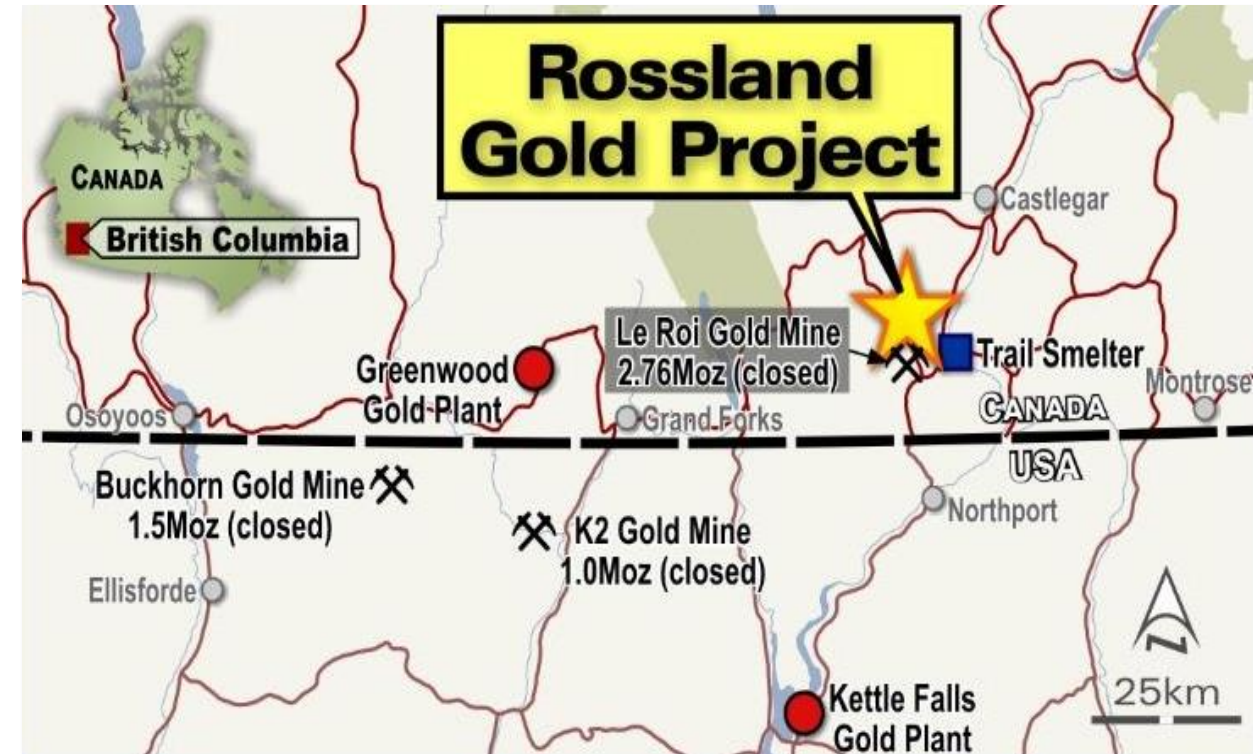 Rossland
Gold Project
CANADA
British Columbia
Castlegar
Le Roi Gold Mine
2.76Moz (closed)
Trail Smelter
Greenwood
Gold Plant
Montrose
Osoyoos
Grand Forks
CANADA
USA
Buckhorn Gold Mine
1.5Moz (closed)
Northport
K2 Gold Mine
1.0Moz (closed)
Ellisforde
N
25km
Kettle Falls
Gold Plant